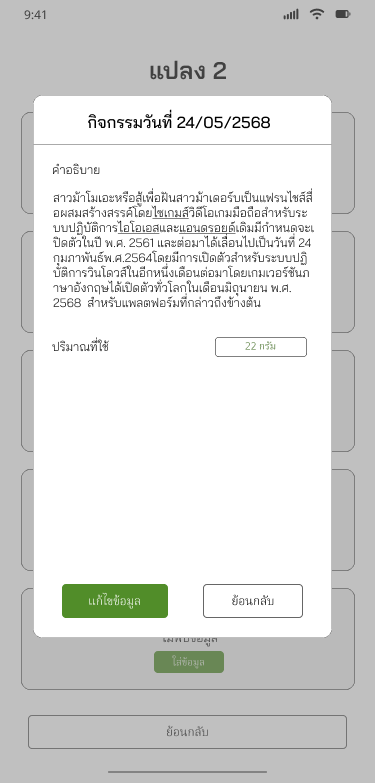 9:41
แปลง 2
กิจกรรมวันที่ 24/05/2568
คำอธิบาย
สาวม้าโมเอะหรือสู้เพื่อฝันสาวม้าเดอร์บเป็นแฟรนไชส์สื่
อผสมสร้างสรรค์โดยไซเกมส์วิดีโอเกมมือถือสำหรับระ
บบปฏิบัติการไอโอเอสและแอนดรอยด์เดิมมีกำหนดจะเ
ปิดตัวในปี พ.ศ. 2561 และต่อมาได้เลื่อนไปเป็นวันที่ 24
กุมภาพันธ์พ.ศ.2564โดยมีการเปิดตัวสำหรับระบบปฏิ
บัติการวินโดวส์ในอีกหนึ่งเดือนต่อมาโดยเกมเวอร์ชันภ
าษาอังกฤษได้เปิดตัวทั่วโลกในเดือนมิถุนายน พ.ศ.
2568 สำหรับแพลตฟอร์มที่กล่าวถึงข้างต้น
ปริมาณที่ใช้ 22 กรัม
แก้ไขข้อมูล ย้อนกลับ
ไม่พบข้อมูล
ใส่ข้อมูล
ย้อนกลับ